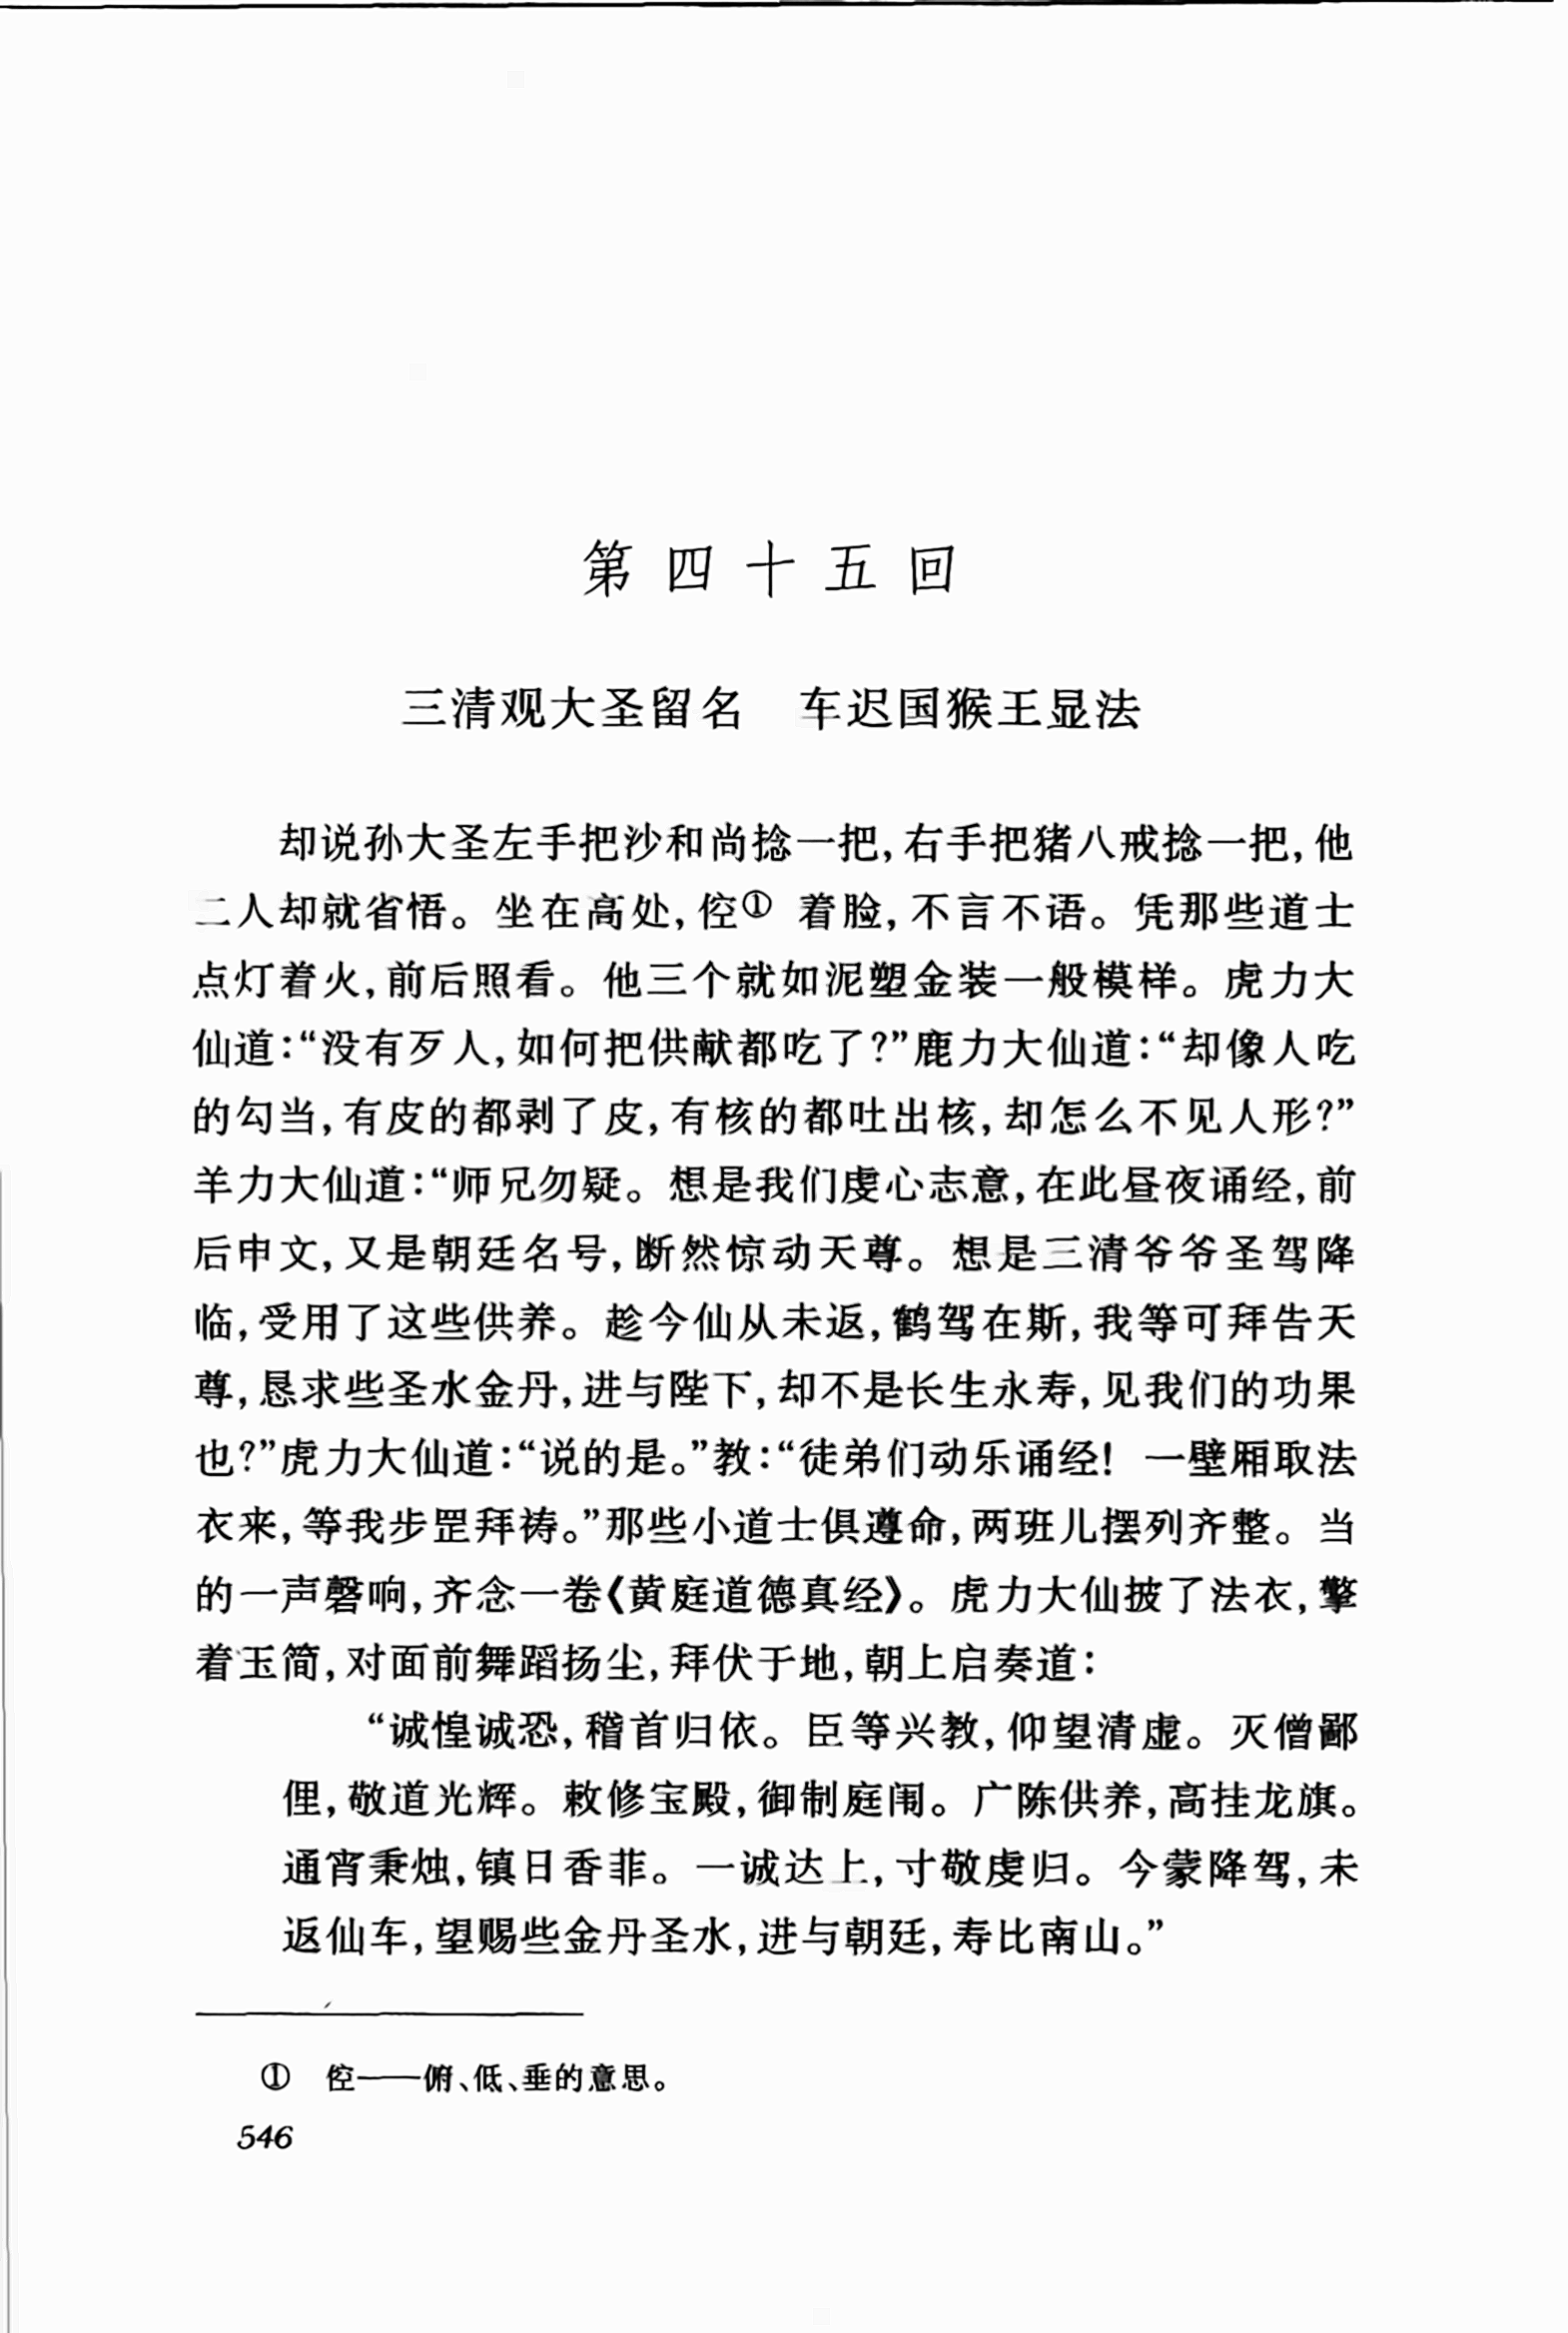 第四十五回
三清观大圣留名　车迟国猴王显法
却说孙大圣左手把沙和尚捻一把,右手把猪八戒捻一把,他
二人却就省悟。坐在高处,倥① 着脸,不言不语。凭那些道士
点灯着火,前后照看。他三个就如泥塑金装一般模样。虎力大
仙道:“没有歹人,如何把供献都吃了?”鹿力大仙道:“却像人吃
的勾当,有皮的都剥了皮,有核的都吐出核,却怎么不见人形?”
羊力大仙道:“师兄勿疑。想是我们虔心志意,在此昼夜诵经,前
后申文,又是朝廷名号,断然惊动天尊。想是三清爷爷圣驾降
临,受用了这些供养。趁今仙从未返,鹤驾在斯,我等可拜告天
尊,恳求些圣水金丹,进与陛下,却不是长生永寿,见我们的功果
也?”虎力大仙道:“说的是。”教:“徒弟们动乐诵经! 一壁厢取法
衣来,等我步罡拜祷。”那些小道士俱遵命,两班儿摆列齐整。当
的一声磬响,齐念一卷《黄庭道德真经》。虎力大仙披了法衣,擎
着玉简,对面前舞蹈扬尘,拜伏于地,朝上启奏道:
“诚惶诚恐,稽首归依。臣等兴教,仰望清虚。灭僧鄙
俚,敬道光辉。敕修宝殿,御制庭闱。广陈供养,高挂龙旗。
通宵秉烛,镇日香菲。一诚达上,寸敬虔归。今蒙降驾,未
返仙车,望赐些金丹圣水,进与朝廷,寿比南山。”
① 倥——俯、低、垂的意思。
546